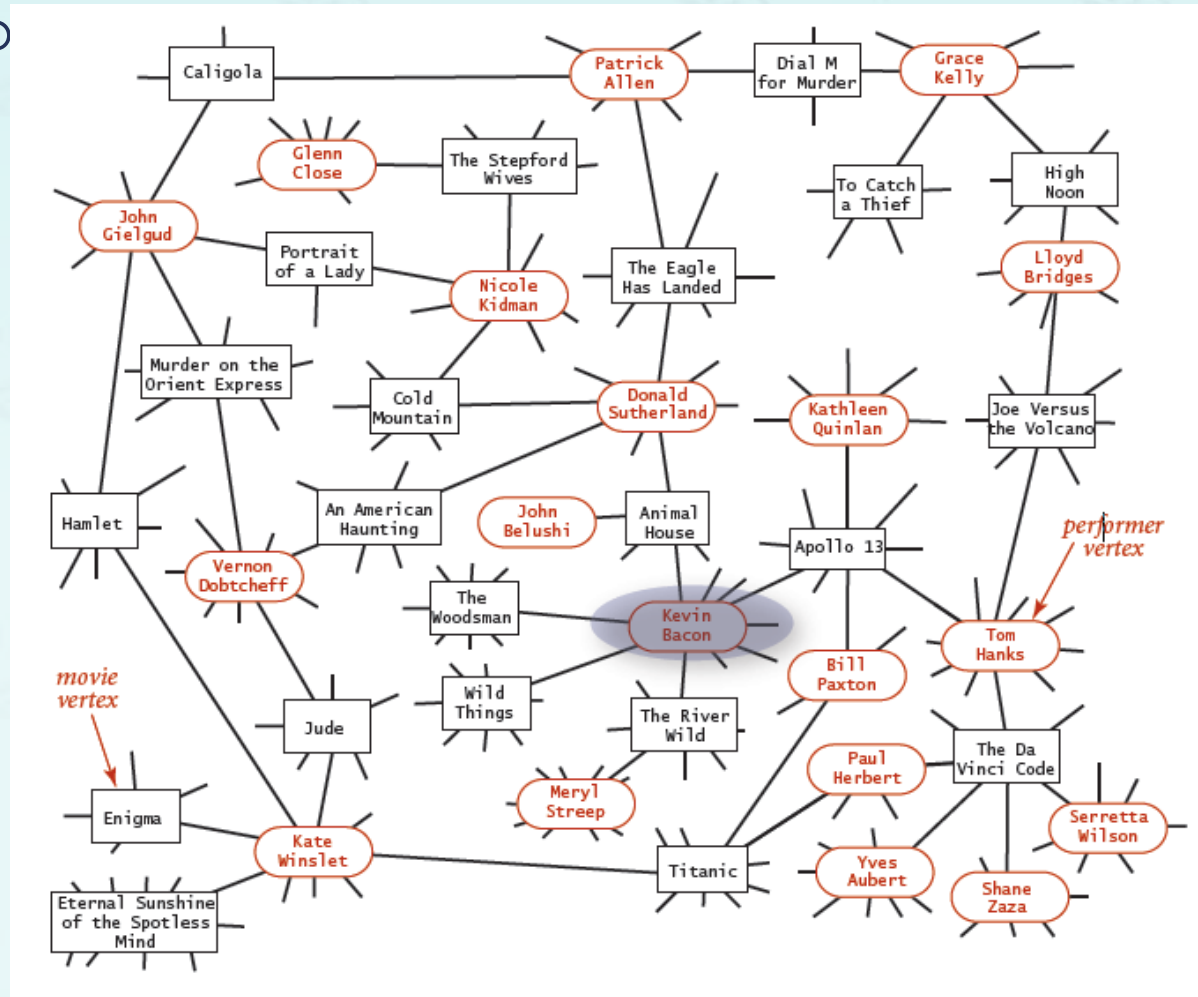 Caligola
Patrick
Allen
Dial M
for Murder
Grace
Kelly
Glenn
Close
The Stepford
Wives
To Catch
a Thief
High
Noon
John
Gielgud
Portrait
of a Lady
Nicole
Kidman
The Eagle
Has Landed
Lloyd
Bridges
Murder on the
Orient Express
Cold
Mountain
Donald
Sutherland
Kathleen
Quinlan
Joe Versus
the Volcano
Hamlet
An American
Haunting
John
Belushi
Animal
House
Apollo 13
performer
vertex
Vernon
Dobtcheff
The
Woodsman
Kevin
Bacon
Tom
Hanks
Bill
Paxton
movie
vertex
Jude
Wild
Things
The River
Wild
Paul
Herbert
The Da
Vinci Code
Enigma
Meryl
Streep
Serretta
Wilson
Kate
Winslet
Titanic
Yves
Aubert
Shane
Zaza
Eternal Sunshine
of the Spotless
Mind